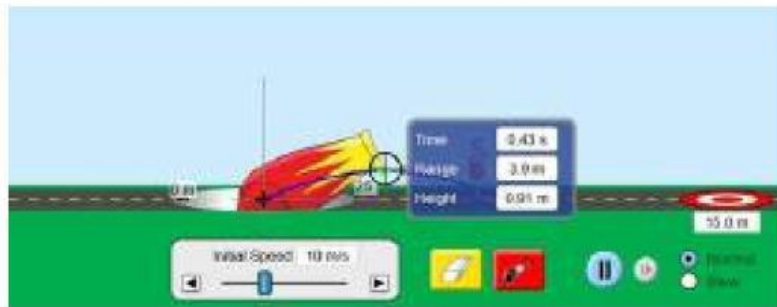 Time 0.43 s
Range 3.9 m
0 m
Height 0.91 m
15.0 m
Initial Speed: 10 m/s
Normal
Slow